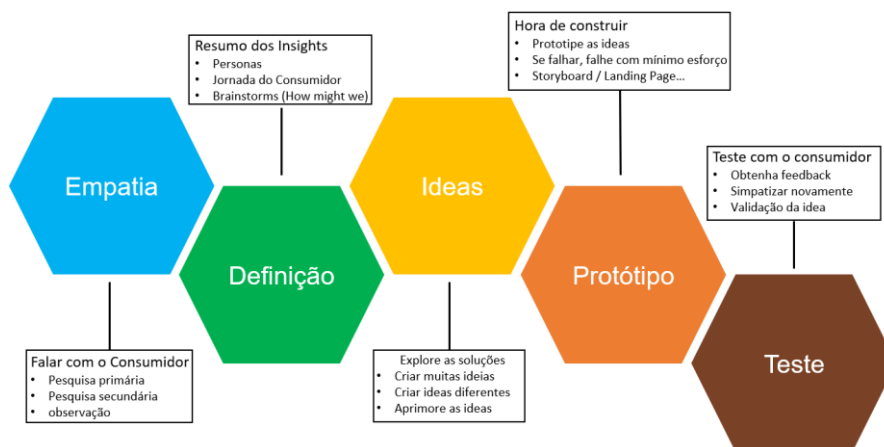 Empatia
Falar com o Consumidor
• Pesquisa primária
• Pesquisa secundária
• observação
Resumo dos Insights
• Personas
• Jornada do Consumidor
• Brainstorms (How might we)
Definição
Ideas
Explore as soluções
• Criar muitas ideias
• Criar ideas diferentes
• Aprimore as ideas
Hora de construir
• Prototipe as ideas
• Se falhar, falhe com mínimo esforço
• Storyboard / Landing Page...
Protótipo
Teste com o consumidor
• Obtenha feedback
• Simpatizar novamente
• Validação da idea
Teste